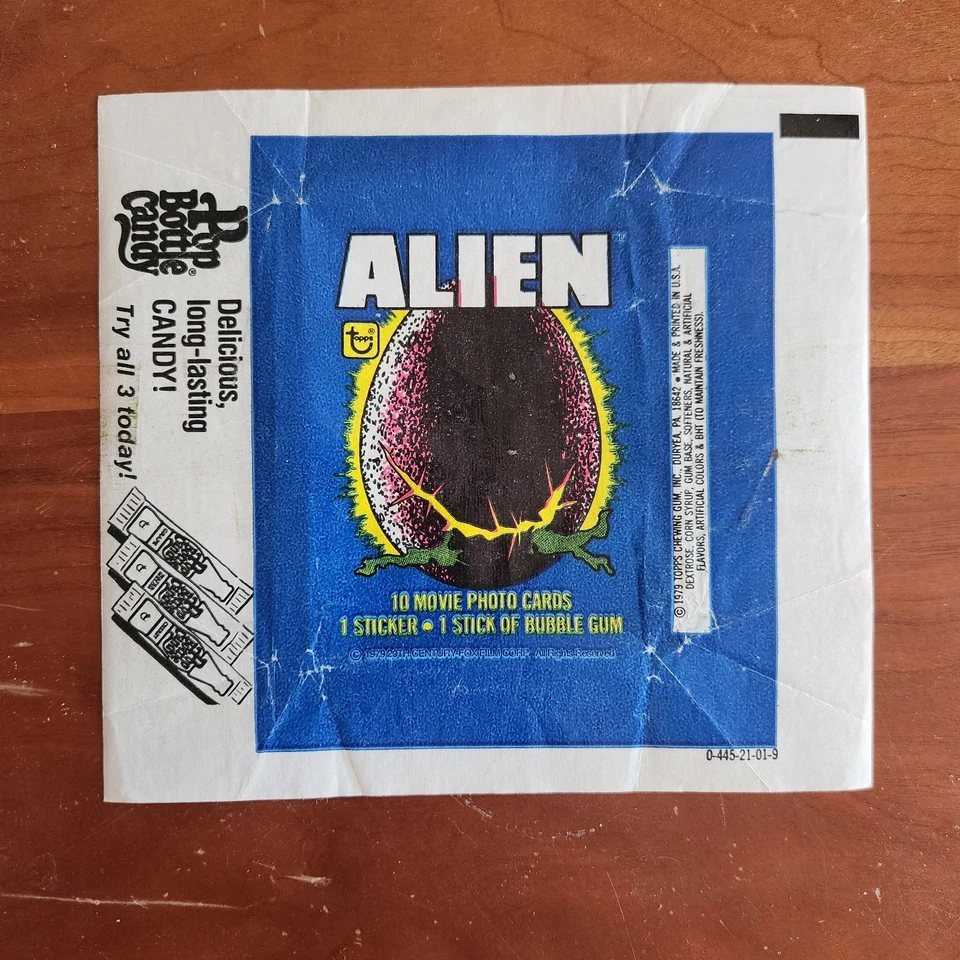 Pop
Bottle®
Candy
Delicious,
long-lasting
CANDY!
Try all 3 today!
ALIEN™
topps
10 MOVIE PHOTO CARDS
1 STICKER • 1 STICK OF BUBBLE GUM
© 1979 20TH CENTURY-FOX FILM CORP. All Rights Reserved
© 1979 TOPPS CHEWING GUM, INC., DURYEA, PA. 18642 • MADE & PRINTED IN U.S.A.
DEXTROSE, CORN SYRUP, GUM BASE, SOFTENERS, NATURAL & ARTIFICIAL
FLAVORS, ARTIFICIAL COLORS & BHT (TO MAINTAIN FRESHNESS).
0-445-21-01-9